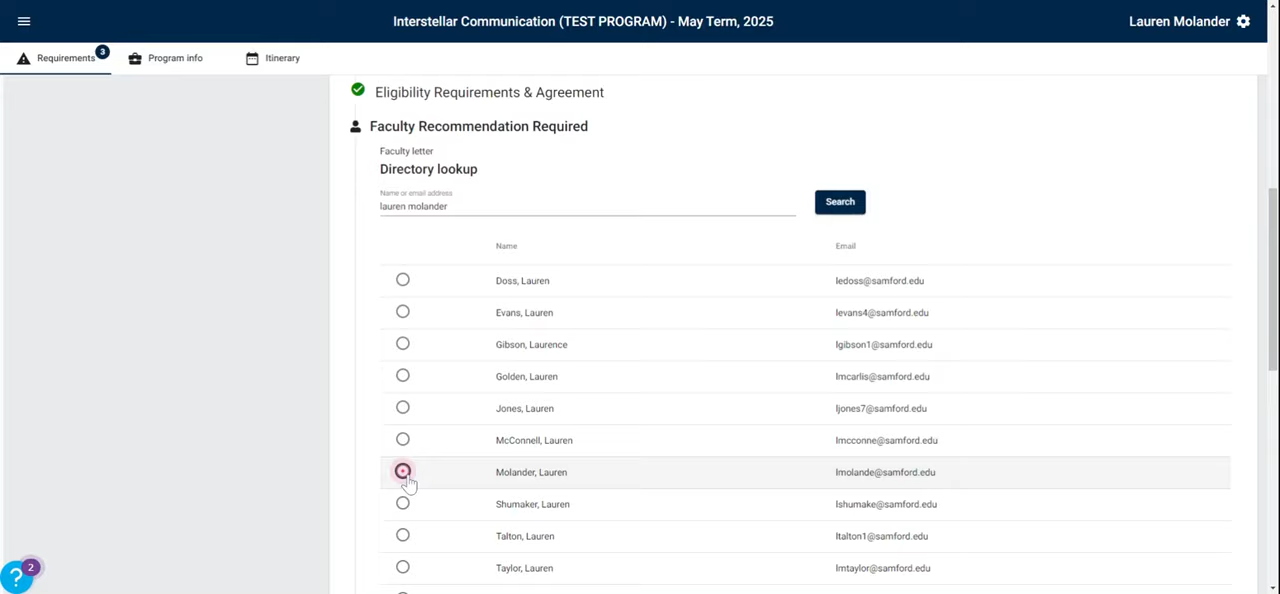 Interstellar Communication (TEST PROGRAM) - May Term, 2025
Lauren Molander
Requirements 3
Program info
Itinerary
Eligibility Requirements & Agreement
Faculty Recommendation Required
Faculty letter
Directory lookup
Name or email address
lauren molander
Search
Name Email
Doss, Lauren ledoss@samford.edu
Evans, Lauren levans4@samford.edu
Gibson, Laurence lgibson1@samford.edu
Golden, Lauren lmcarlis@samford.edu
Jones, Lauren ljones7@samford.edu
McConnell, Lauren lmcconne@samford.edu
Molander, Lauren lmolande@samford.edu
Shumaker, Lauren lshumake@samford.edu
Talton, Lauren ltalton1@samford.edu
Taylor, Lauren lmtaylor@samford.edu
? 2